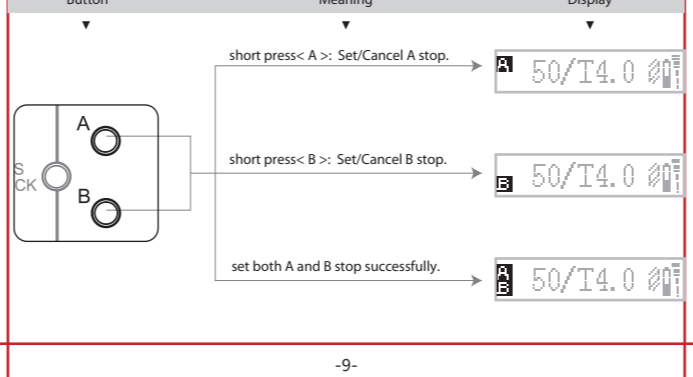 Button Meaning Display
▼ ▼ ▼
short press< A >: Set/Cancel A stop.
A 50/T4.0
A
short press< B >: Set/Cancel B stop.
B 50/T4.0
S
CK
B
set both A and B stop successfully.
A
B 50/T4.0
-9-